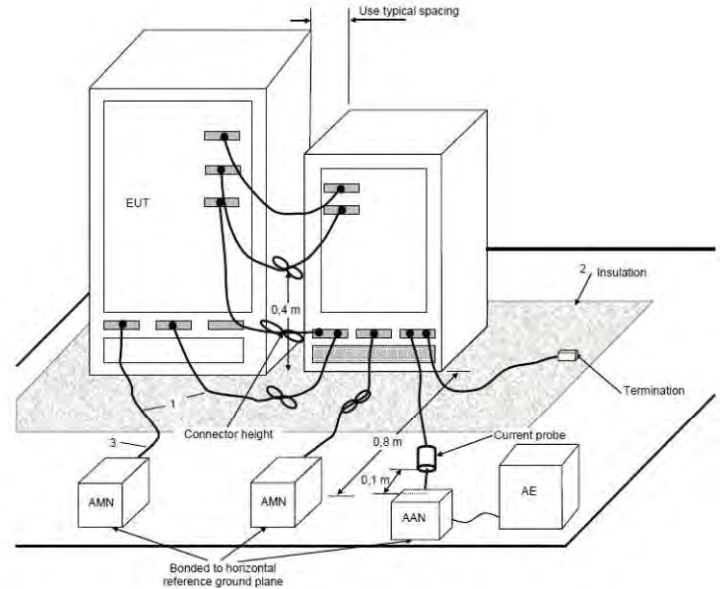 Use typical spacing
EUT
0,4 m
2
Insulation
1
Connector height
3
0,8 m
Termination
Current probe
0,1 m
AMN
AMN
AAN
AE
Bonded to horizontal
reference ground plane